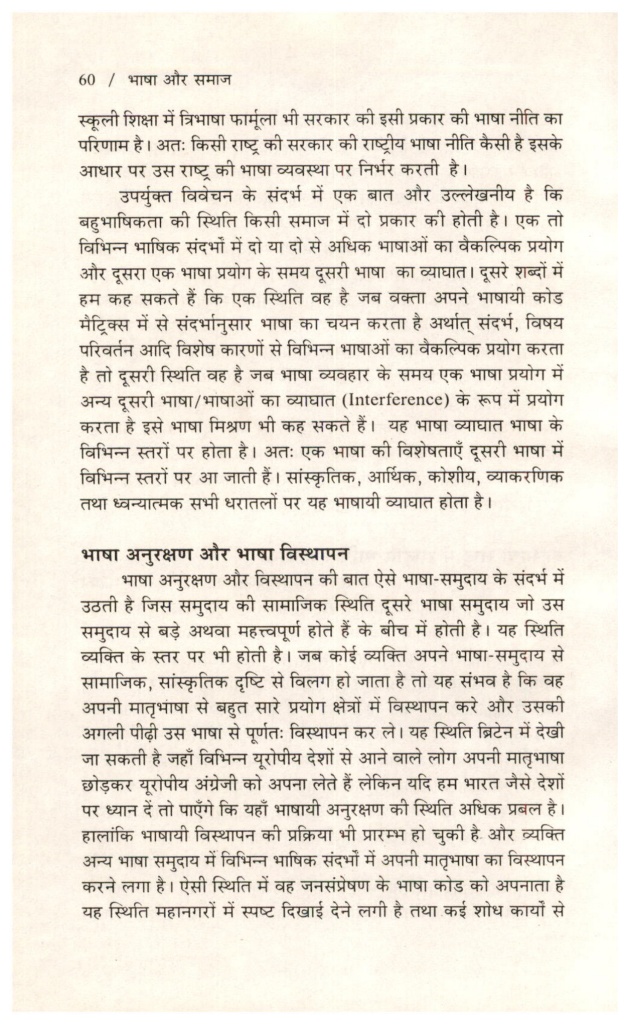 60 / भाषा और समाज
स्कूली शिक्षा में त्रिभाषा फार्मूला भी सरकार की इसी प्रकार की भाषा नीति का
परिणाम है। अतः किसी राष्ट्र की सरकार की राष्ट्रीय भाषा नीति कैसी है इसके
आधार पर उस राष्ट्र की भाषा व्यवस्था पर निर्भर करती है।
उपर्युक्त विवेचन के संदर्भ में एक बात और उल्लेखनीय है कि
बहुभाषिकता की स्थिति किसी समाज में दो प्रकार की होती है। एक तो
विभिन्न भाषिक संदर्भों में दो या दो से अधिक भाषाओं का वैकल्पिक प्रयोग
और दूसरा एक भाषा प्रयोग के समय दूसरी भाषा का व्याघात। दूसरे शब्दों में
हम कह सकते हैं कि एक स्थिति वह है जब वक्ता अपने भाषायी कोड
मैट्रिक्स में से संदर्भानुसार भाषा का चयन करता है अर्थात् संदर्भ, विषय
परिवर्तन आदि विशेष कारणों से विभिन्न भाषाओं का वैकल्पिक प्रयोग करता
है तो दूसरी स्थिति वह है जब भाषा व्यवहार के समय एक भाषा प्रयोग में
अन्य दूसरी भाषा/भाषाओं का व्याघात (Interference) के रूप में प्रयोग
करता है इसे भाषा मिश्रण भी कह सकते हैं। यह भाषा व्याघात भाषा के
विभिन्न स्तरों पर होता है। अतः एक भाषा की विशेषताएँ दूसरी भाषा में
विभिन्न स्तरों पर आ जाती हैं। सांस्कृतिक, आर्थिक, कोशीय, व्याकरणिक
तथा ध्वन्यात्मक सभी धरातलों पर यह भाषायी व्याघात होता है।
भाषा अनुरक्षण और भाषा विस्थापन
भाषा अनुरक्षण और विस्थापन की बात ऐसे भाषा-समुदाय के संदर्भ में
उठती है जिस समुदाय की सामाजिक स्थिति दूसरे भाषा समुदाय जो उस
समुदाय से बड़े अथवा महत्त्वपूर्ण होते हैं के बीच में होती है। यह स्थिति
व्यक्ति के स्तर पर भी होती है। जब कोई व्यक्ति अपने भाषा-समुदाय से
सामाजिक, सांस्कृतिक दृष्टि से विलग हो जाता है तो यह संभव है कि वह
अपनी मातृभाषा से बहुत सारे प्रयोग क्षेत्रों में विस्थापन करे और उसकी
अगली पीढ़ी उस भाषा से पूर्णतः विस्थापन कर ले। यह स्थिति ब्रिटेन में देखी
जा सकती है जहाँ विभिन्न यूरोपीय देशों से आने वाले लोग अपनी मातृभाषा
छोड़कर यूरोपीय अंग्रेजी को अपना लेते हैं लेकिन यदि हम भारत जैसे देशों
पर ध्यान दें तो पाएँगे कि यहाँ भाषायी अनुरक्षण की स्थिति अधिक प्रबल है।
हालांकि भाषायी विस्थापन की प्रक्रिया भी प्रारम्भ हो चुकी है और व्यक्ति
अन्य भाषा समुदाय में विभिन्न भाषिक संदर्भों में अपनी मातृभाषा का विस्थापन
करने लगा है। ऐसी स्थिति में वह जनसंप्रेषण के भाषा कोड को अपनाता है
यह स्थिति महानगरों में स्पष्ट दिखाई देने लगी है तथा कई शोध कार्यों से